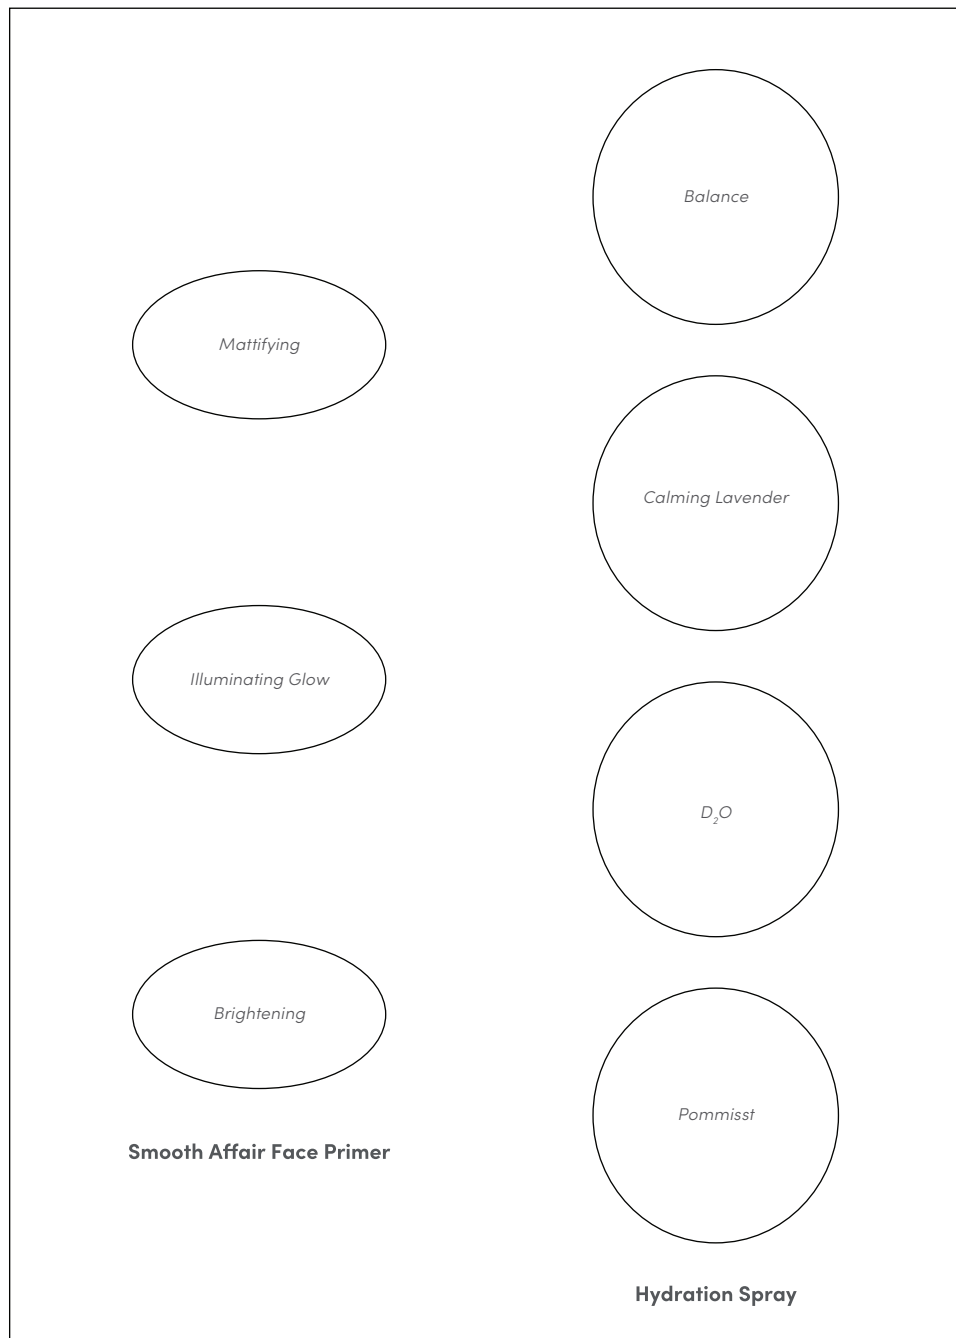 Mattifying
Illuminating Glow
Brightening
Smooth Affair Face Primer
Balance
Calming Lavender
D₂O
Pommisst
Hydration Spray